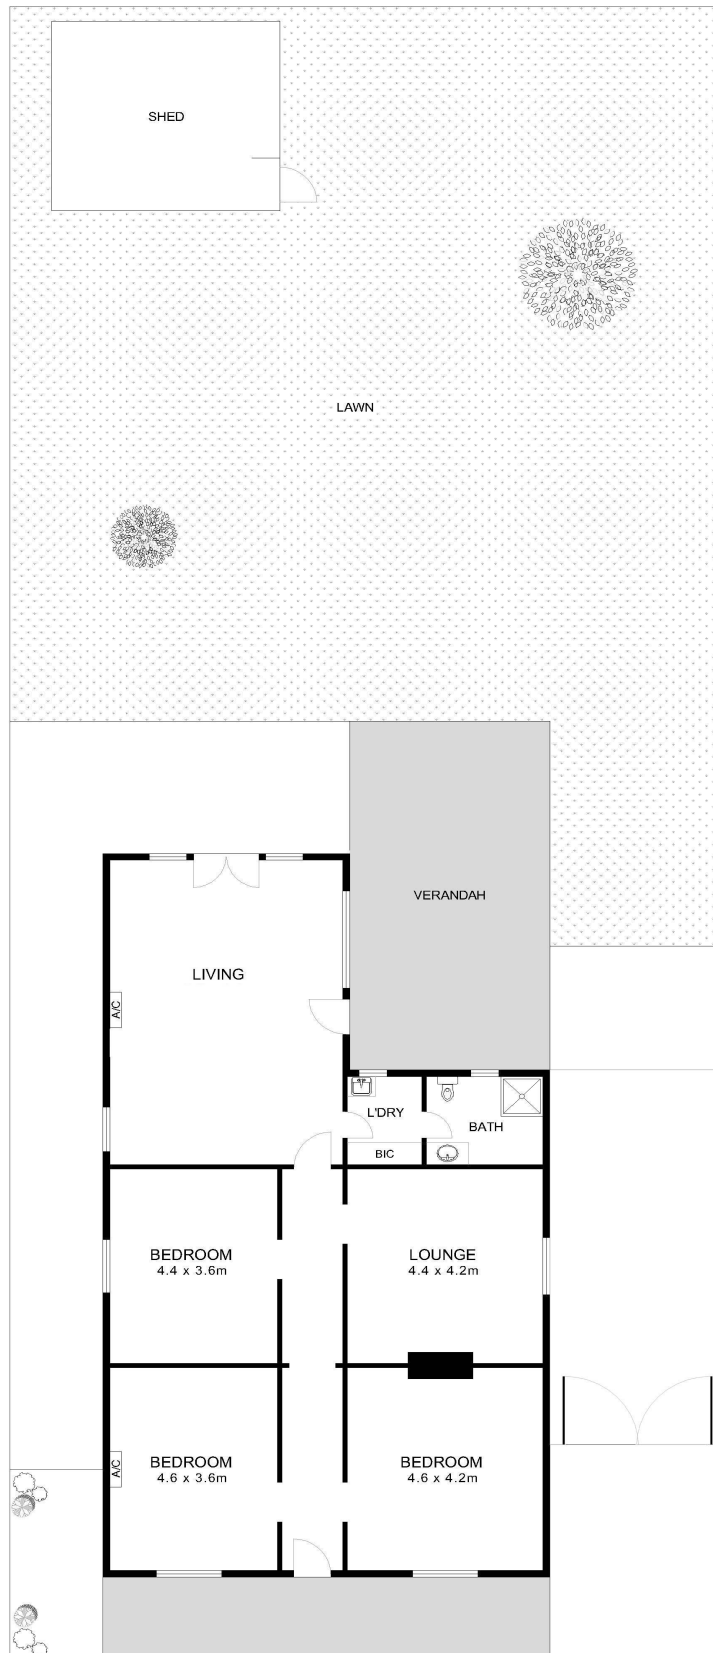 SHED
LAWN
VERANDAH
LIVING
A/C
L'DRY
BATH
BIC
BEDROOM
4.4 x 3.6m
LOUNGE
4.4 x 4.2m
BEDROOM
4.6 x 3.6m
A/C
BEDROOM
4.6 x 4.2m